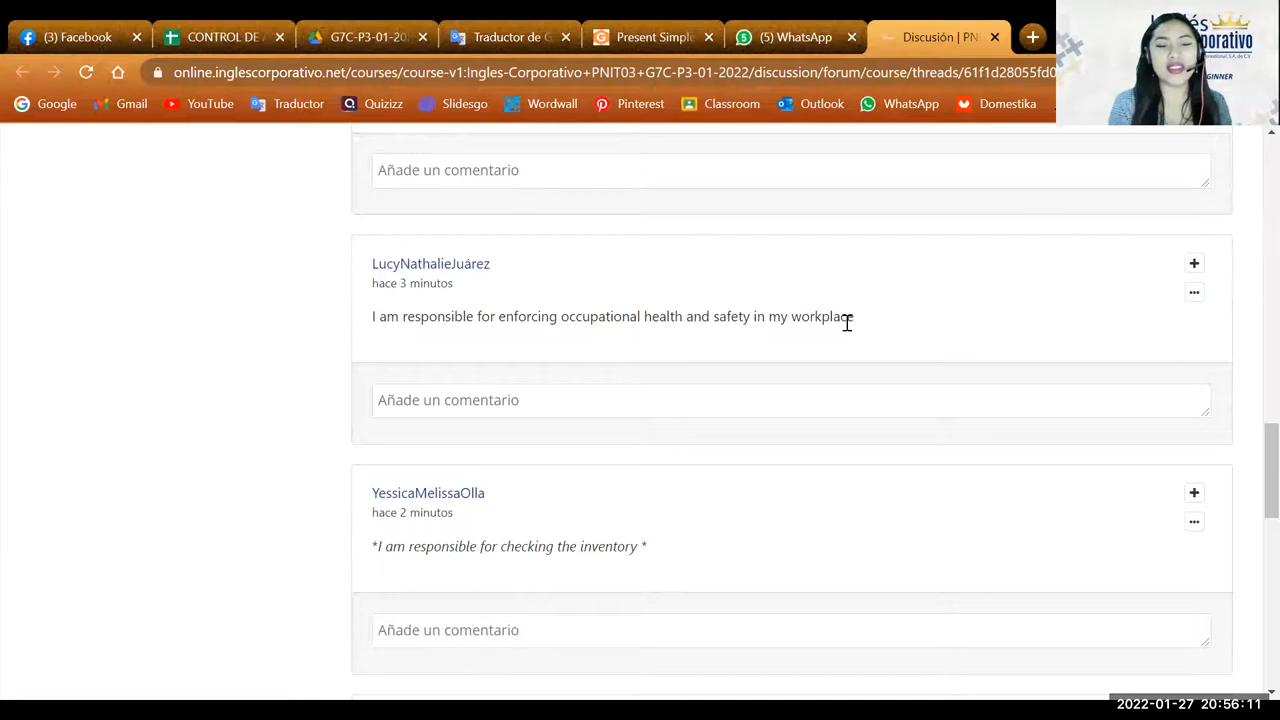 (3) Facebook
CONTROL DE
G7C-P3-01-20
Traductor de G
Present Simple
(5) WhatsApp
Discusión | PN
online.inglescorporativo.net/courses/course-v1:Ingles-Corporativo+PNIT03+G7C-P3-01-2022/discussion/forum/course/threads/61f1d28055fd0
Google
Gmail
YouTube
Traductor
Quizizz
Slidesgo
Wordwall
Pinterest
Classroom
Outlook
WhatsApp
Domestika
Añade un comentario
LucyNathalieJuárez
hace 3 minutos
I am responsible for enforcing occupational health and safety in my workplace
Añade un comentario
YessicaMelissaOlla
hace 2 minutos
*I am responsible for checking the inventory *
Añade un comentario
2022-01-27 20:56:11